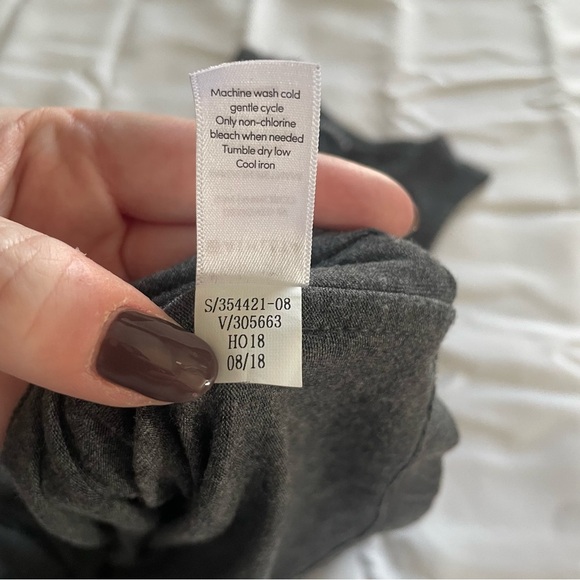 Machine wash cold
gentle cycle
Only non-chlorine
bleach when needed
Tumble dry low
Cool iron
S/354421-08
V/305663
HO18
08/18